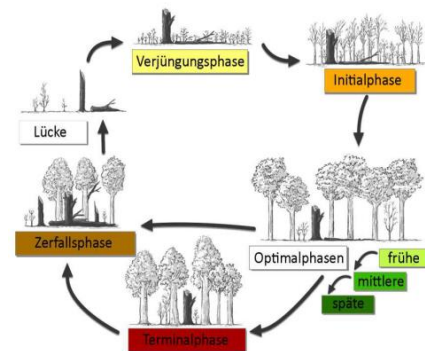 Verjüngungsphase
Initialphase
Lücke
Optimalphasen
frühe
mittlere
späte
Zerfallsphase
Terminalphase